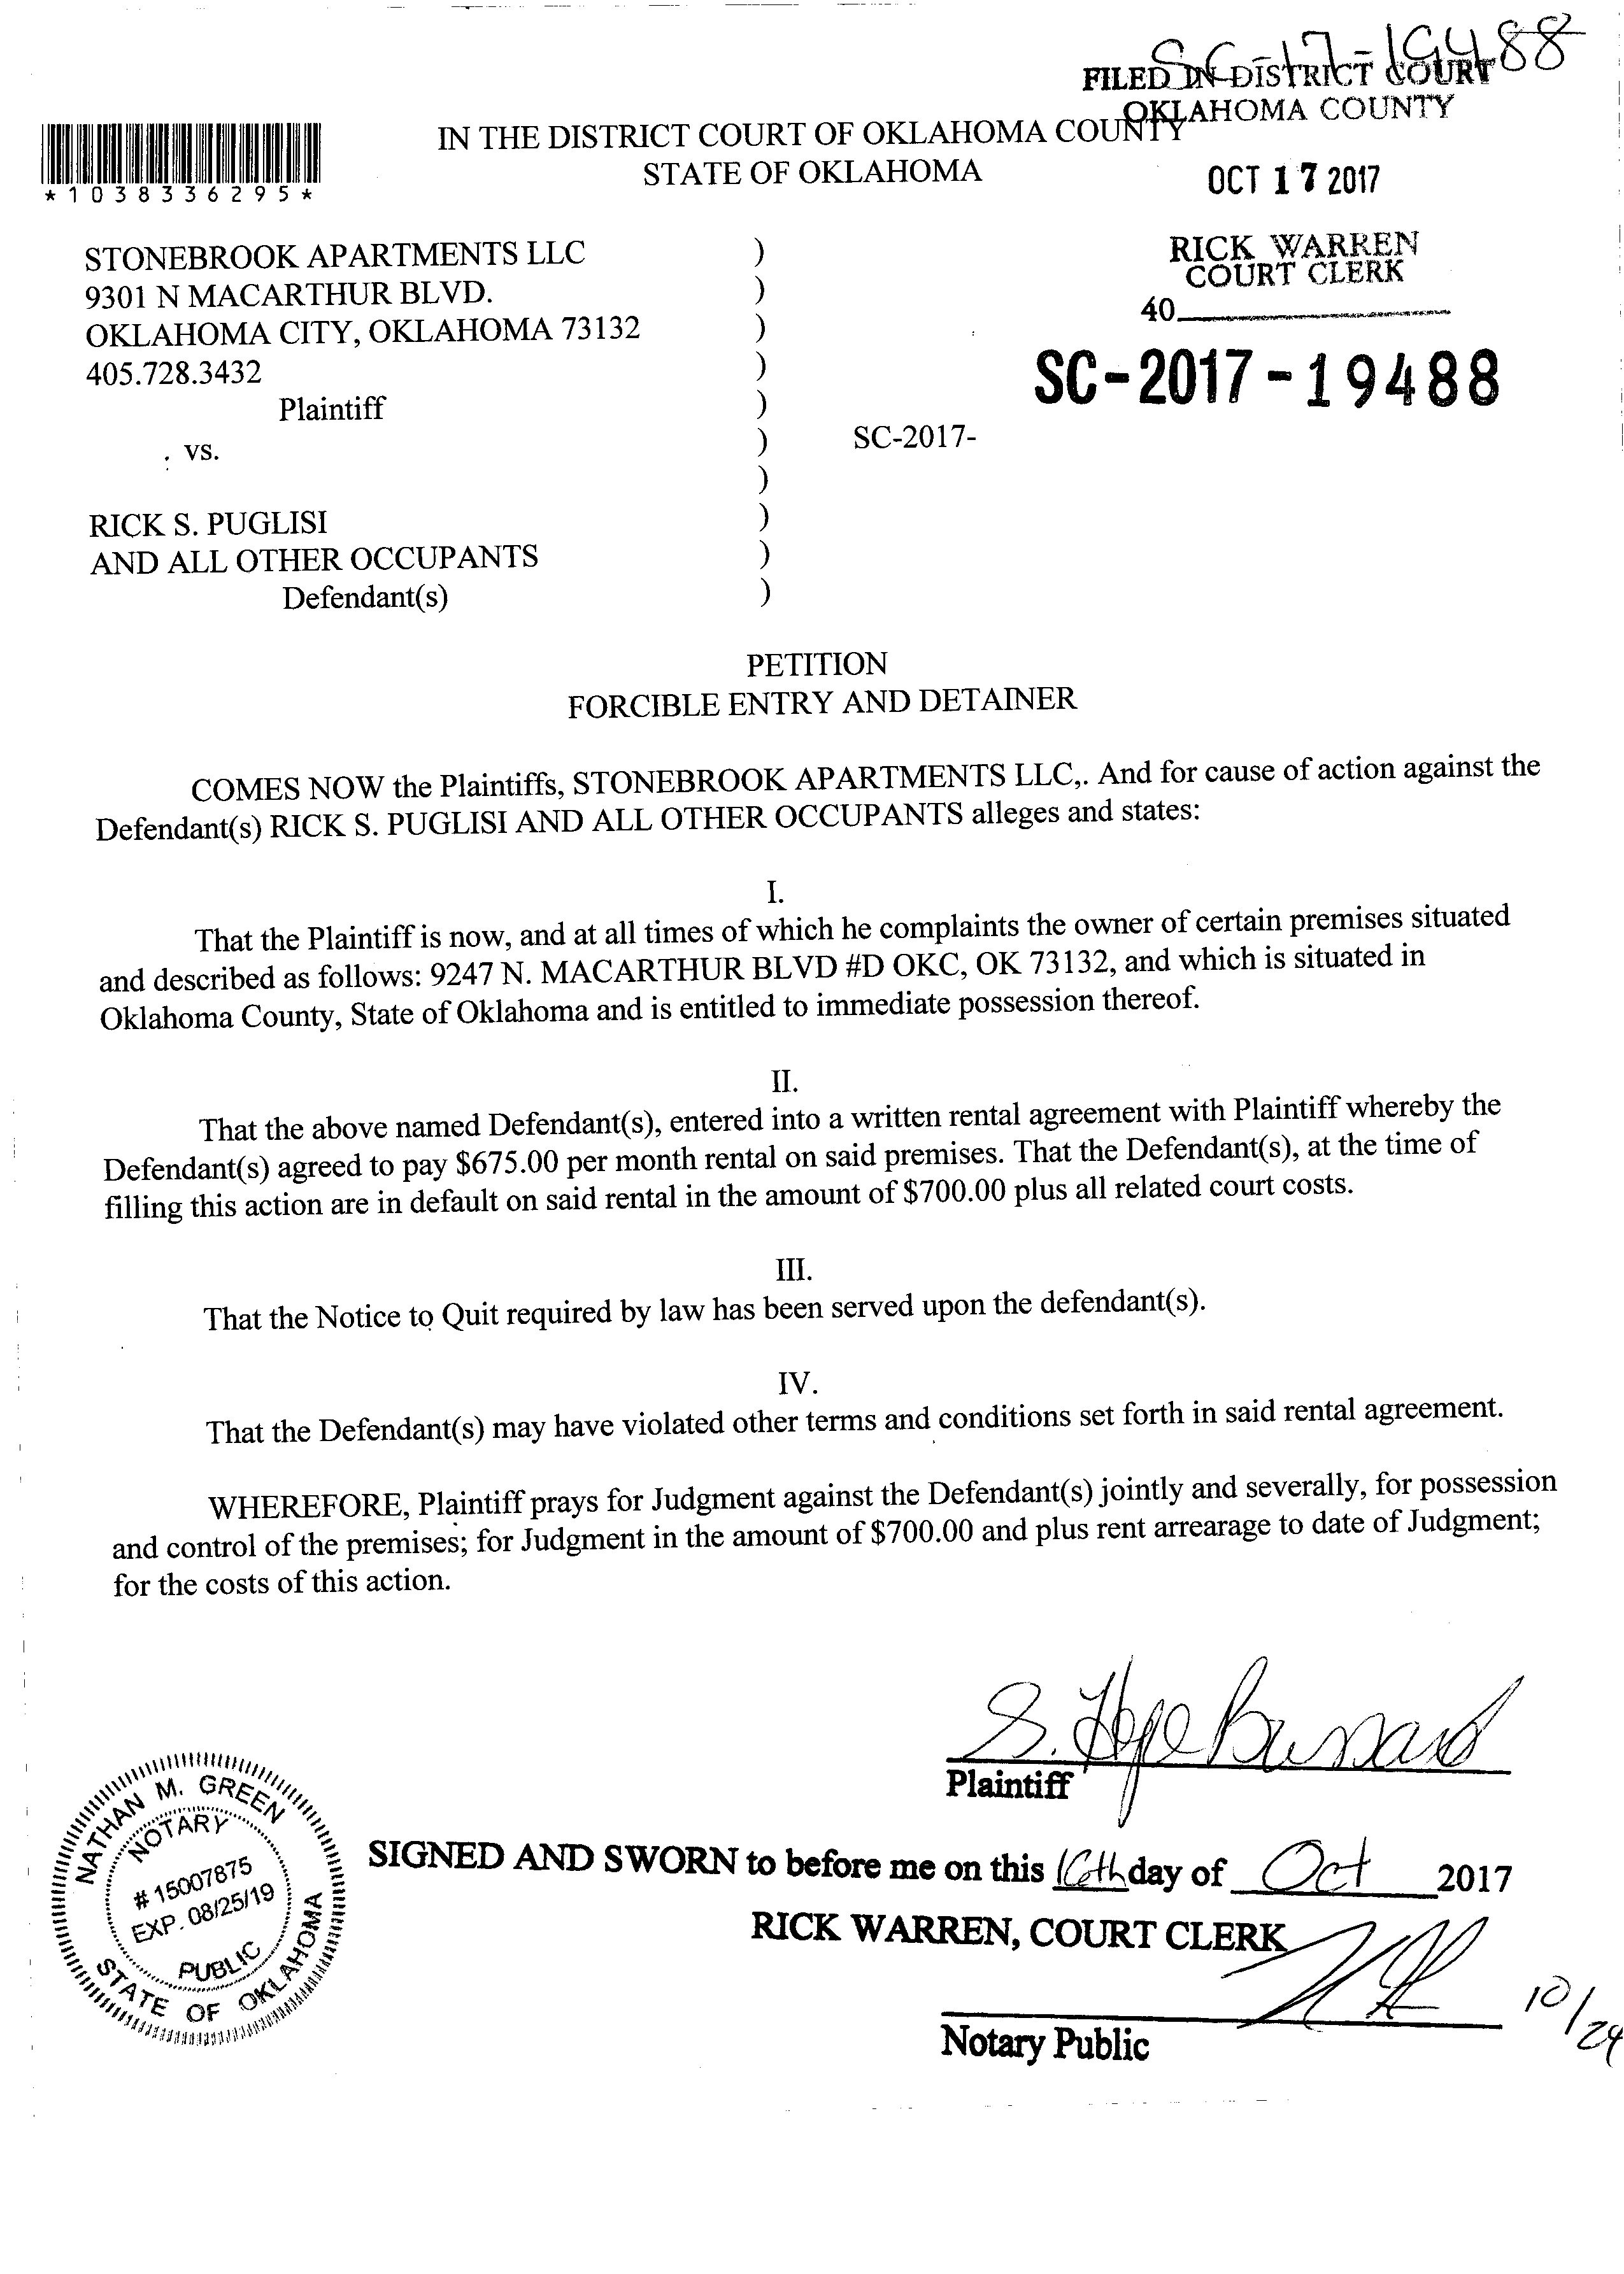 SC-17-19488
FILED IN DISTRICT COURT
OKLAHOMA COUNTY
IN THE DISTRICT COURT OF OKLAHOMA COUNTY
STATE OF OKLAHOMA
*1038336295*
OCT 17 2017
RICK WARREN
COURT CLERK
40
SC-2017-19488
STONEBROOK APARTMENTS LLC )
9301 N MACARTHUR BLVD. )
OKLAHOMA CITY, OKLAHOMA 73132 )
405.728.3432 )
Plaintiff )
vs. ) SC-2017-
)
RICK S. PUGLISI )
AND ALL OTHER OCCUPANTS )
Defendant(s) )
PETITION
FORCIBLE ENTRY AND DETAINER
COMES NOW the Plaintiffs, STONEBROOK APARTMENTS LLC,. And for cause of action against the
Defendant(s) RICK S. PUGLISI AND ALL OTHER OCCUPANTS alleges and states:
I.
That the Plaintiff is now, and at all times of which he complaints the owner of certain premises situated
and described as follows: 9247 N. MACARTHUR BLVD #D OKC, OK 73132, and which is situated in
Oklahoma County, State of Oklahoma and is entitled to immediate possession thereof.
II.
That the above named Defendant(s), entered into a written rental agreement with Plaintiff whereby the
Defendant(s) agreed to pay $675.00 per month rental on said premises. That the Defendant(s), at the time of
filling this action are in default on said rental in the amount of $700.00 plus all related court costs.
III.
That the Notice to Quit required by law has been served upon the defendant(s).
IV.
That the Defendant(s) may have violated other terms and conditions set forth in said rental agreement.
WHEREFORE, Plaintiff prays for Judgment against the Defendant(s) jointly and severally, for possession
and control of the premises; for Judgment in the amount of $700.00 and plus rent arrearage to date of Judgment;
for the costs of this action.
S. Hope Bussard
Plaintiff
NATHAN M. GREEN
NOTARY
# 15007875
EXP. 08/25/19
PUBLIC
STATE OF OKLAHOMA
SIGNED AND SWORN to before me on this 16th day of Oct 2017
RICK WARREN, COURT CLERK
Notary Public
10/24